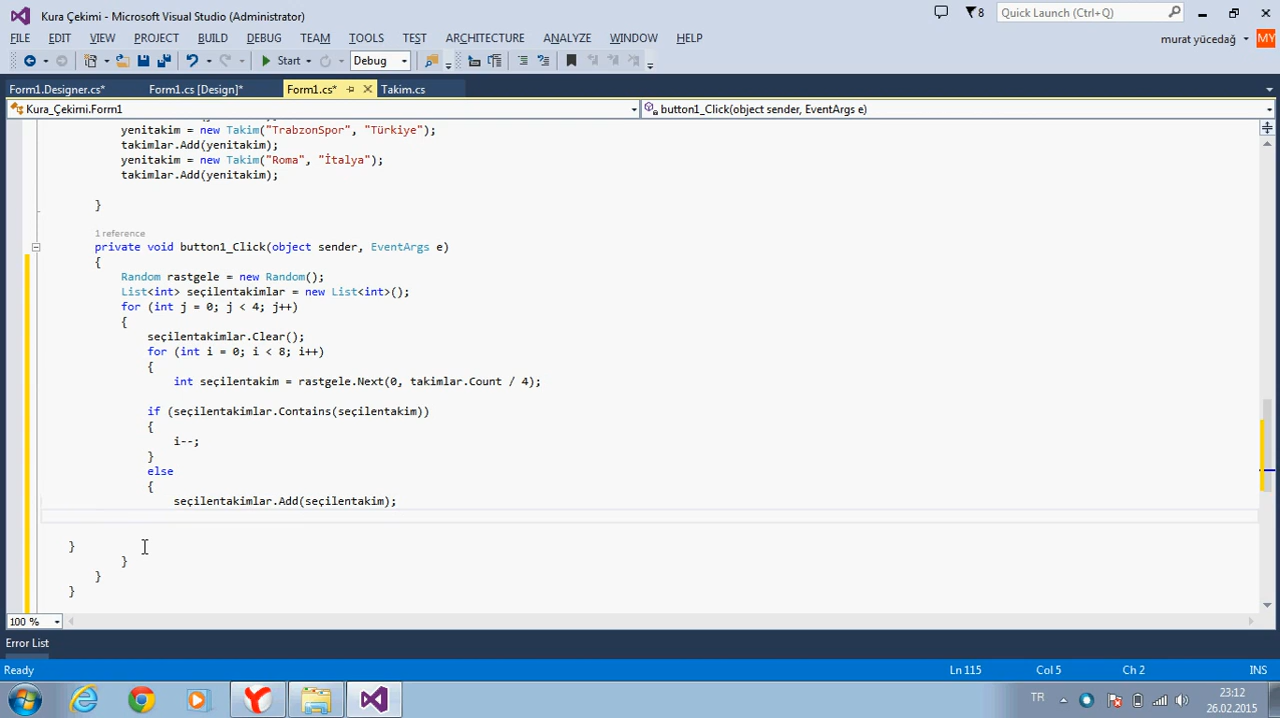 Kura Çekimi - Microsoft Visual Studio (Administrator)
8
Quick Launch (Ctrl+Q)
FILE EDIT VIEW PROJECT BUILD DEBUG TEAM TOOLS TEST ARCHITECTURE ANALYZE WINDOW HELP
murat yücedağ MY
Start Debug
Form1.Designer.cs* Form1.cs [Design]* Form1.cs* Takim.cs
Kura_Çekimi.Form1 button1_Click(object sender, EventArgs e)
yenitakim = new Takim("TrabzonSpor", "Türkiye");
takimlar.Add(yenitakim);
yenitakim = new Takim("Roma", "İtalya");
takimlar.Add(yenitakim);
}
1 reference
private void button1_Click(object sender, EventArgs e)
{
Random rastgele = new Random();
List<int> seçilentakimlar = new List<int>();
for (int j = 0; j < 4; j++)
{
seçilentakimlar.Clear();
for (int i = 0; i < 8; i++)
{
int seçilentakim = rastgele.Next(0, takimlar.Count / 4);
if (seçilentakimlar.Contains(seçilentakim))
{
i--;
}
else
{
seçilentakimlar.Add(seçilentakim);
}
}
}
}
100 %
Error List
Ready Ln 115 Col 5 Ch 2 INS
TR 23:12
26.02.2015